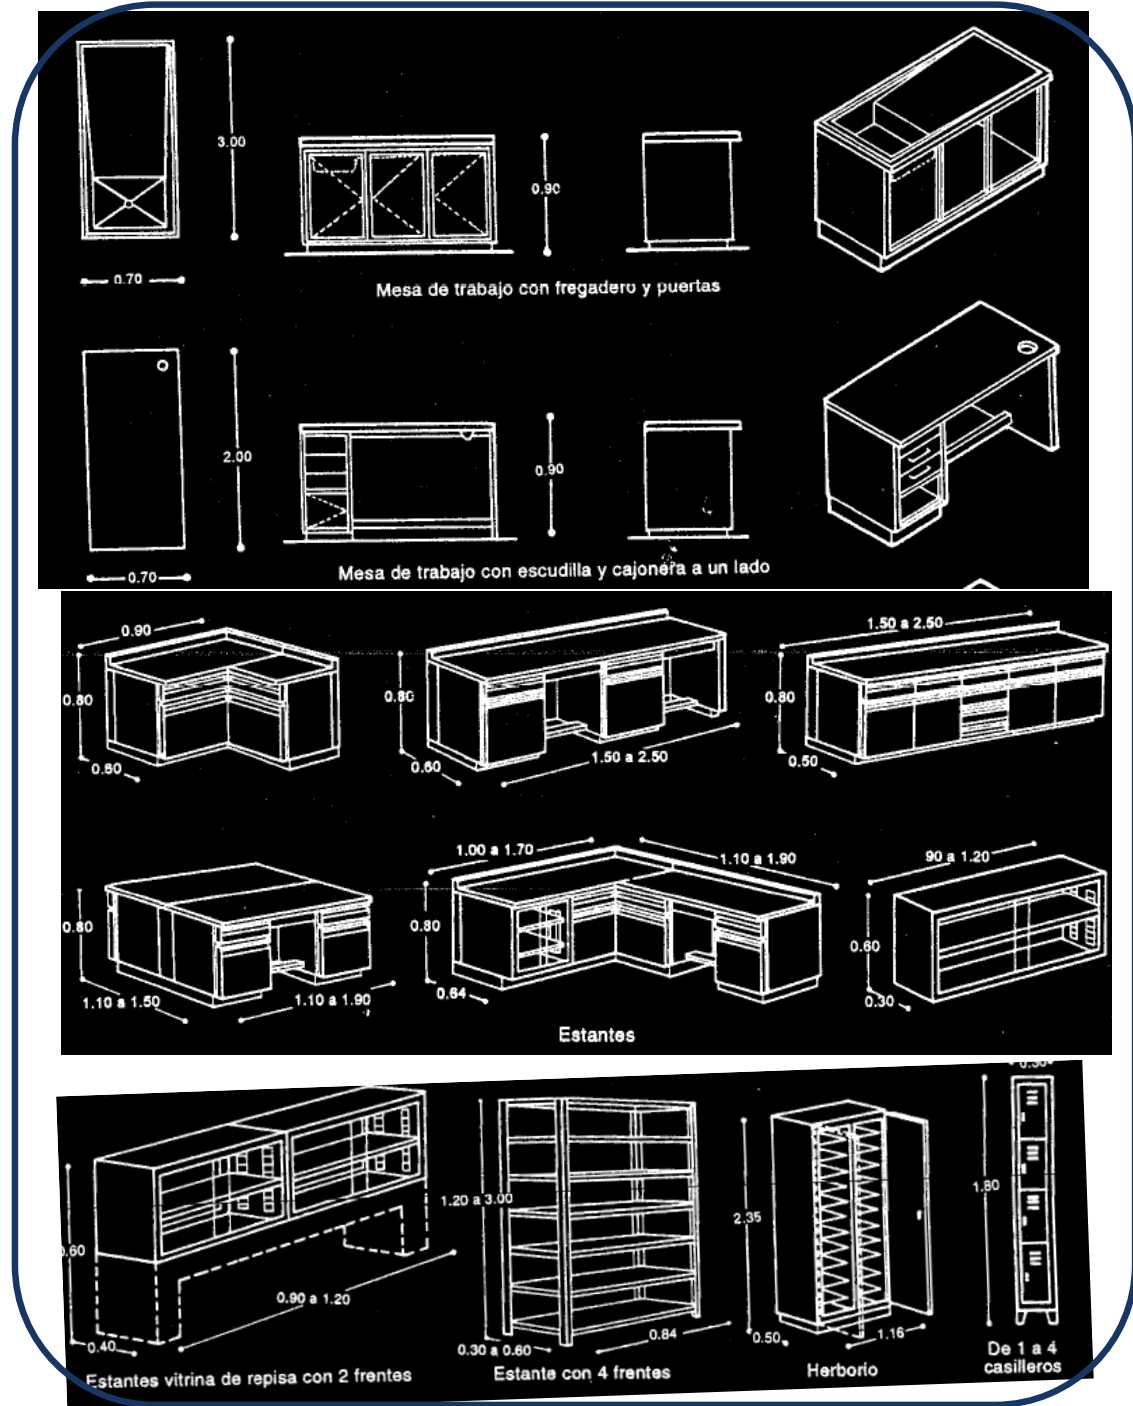 3.00
0.90
0.70
Mesa de trabajo con fregadero y puertas
2.00
0.90
0.70
Mesa de trabajo con escudilla y cajonera a un lado
0.90
0.80
0.60
0.80
0.60
1.50 a 2.50
1.50 a 2.50
0.80
0.50
0.80
1.10 a 1.50
1.10 a 1.90
1.00 a 1.70
1.10 a 1.90
0.80
0.64
90 a 1.20
0.60
0.30
Estantes
0.60
0.90 a 1.20
0.40
Estantes vitrina de repisa con 2 frentes
1.20 a 3.00
0.30 a 0.60
0.84
Estante con 4 frentes
2.35
0.50
1.16
Herborio
1.80
De 1 a 4
casilleros